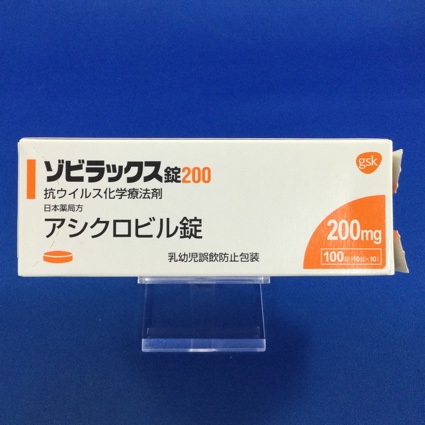 ゾビラックス錠200
抗ウイルス化学療法剤
日本薬局方
アシクロビル錠
乳幼児誤飲防止包装
gsk
200mg
100錠(10錠×10)